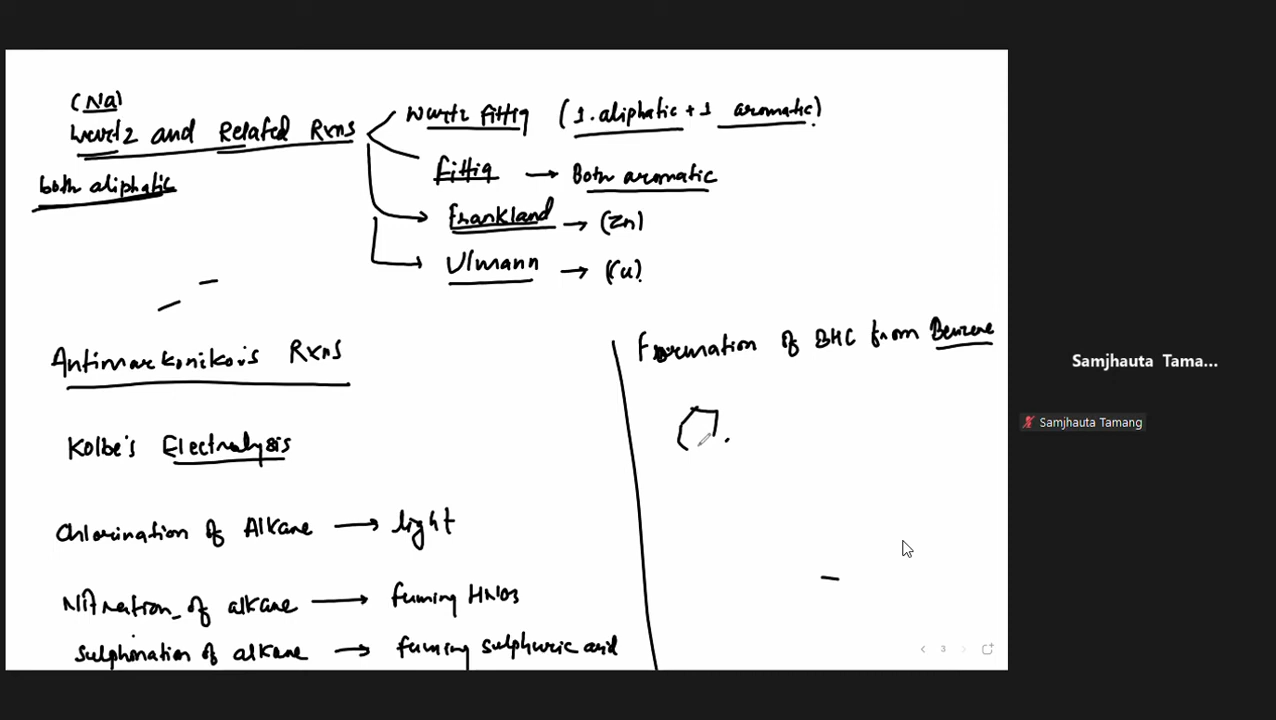 (Na)
Wurtz and Related Rxns
both aliphatic
Wurtz fittig (1. aliphatic + 1 aromatic).
Fittig → Both aromatic
Frankland → (Zn)
Ulmann → (Cu).
Antimarkonikov's Rxns
Kolbe's Electrolysis
Chlorination of Alkane → light
Nitration of alkane → fuming HNO3
sulphonation of alkane → fuming sulphuric acid
Formation of BHC from Benzene
Samjhauta Tama...
Samjhauta Tamang
3